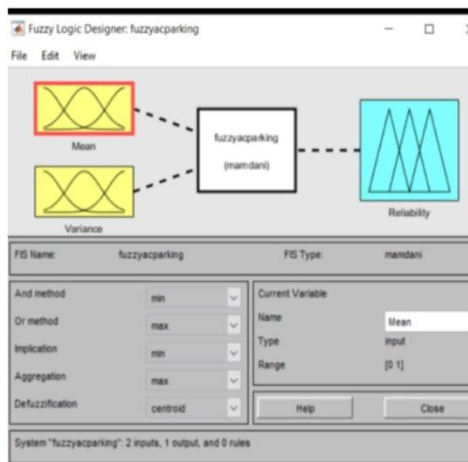 Fuzzy Logic Designer: fuzzyacparking
File Edit View
Mean
fuzzyacparking
(mamdani)
Variance
Reliability
FIS Name: fuzzyacparking FIS Type: mamdani
And method min
Or method max
Implication min
Aggregation max
Defuzzification centroid
Current Variable
Name Mean
Type input
Range [0 1]
Help Close
System "fuzzyacparking": 2 inputs, 1 output, and 0 rules